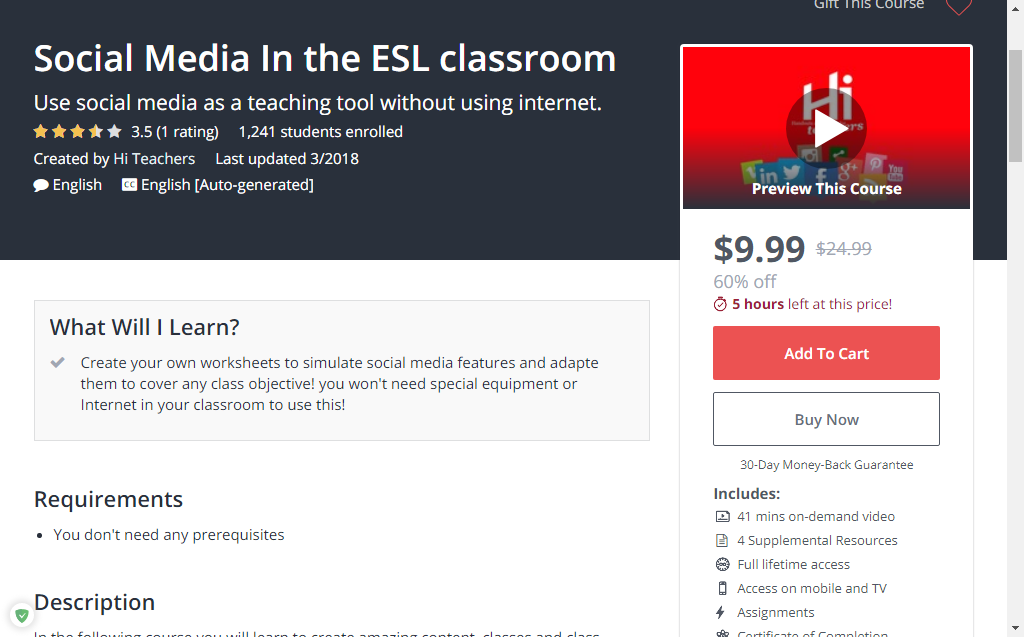 Gift This Course
Social Media In the ESL classroom
Use social media as a teaching tool without using internet.
3.5 (1 rating) 1,241 students enrolled
Created by Hi Teachers Last updated 3/2018
English CC English [Auto-generated]
Hi
in
You
Preview This Course
$9.99 $24.99
60% off
5 hours left at this price!
Add To Cart
Buy Now
30-Day Money-Back Guarantee
Includes:
41 mins on-demand video
4 Supplemental Resources
Full lifetime access
Access on mobile and TV
Assignments
Certificate of Completion
What Will I Learn?
Create your own worksheets to simulate social media features and adapte
them to cover any class objective! you won't need special equipment or
Internet in your classroom to use this!
Requirements
You don't need any prerequisites
Description
In the following course you will learn to create amazing content, classes and class